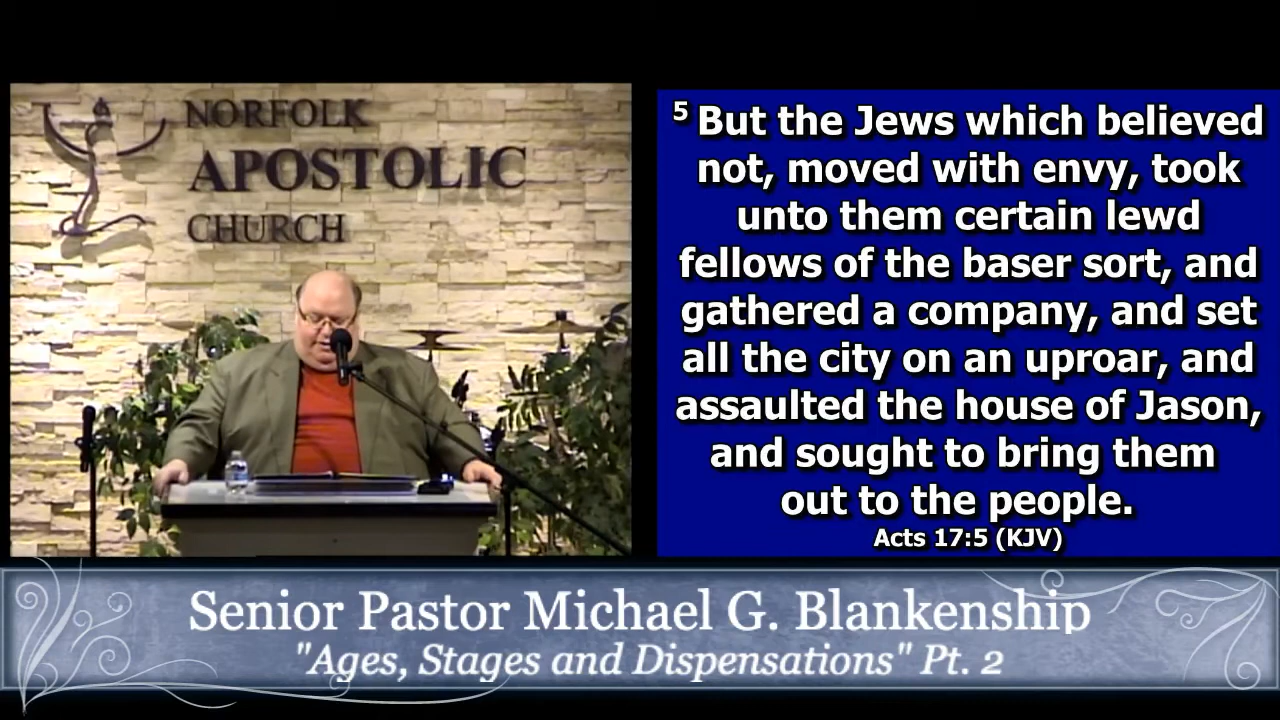 NORFOLK
APOSTOLIC
CHURCH
5 But the Jews which believed
not, moved with envy, took
unto them certain lewd
fellows of the baser sort, and
gathered a company, and set
all the city on an uproar, and
assaulted the house of Jason,
and sought to bring them
out to the people.
Acts 17:5 (KJV)
Senior Pastor Michael G. Blankenship
"Ages, Stages and Dispensations" Pt. 2